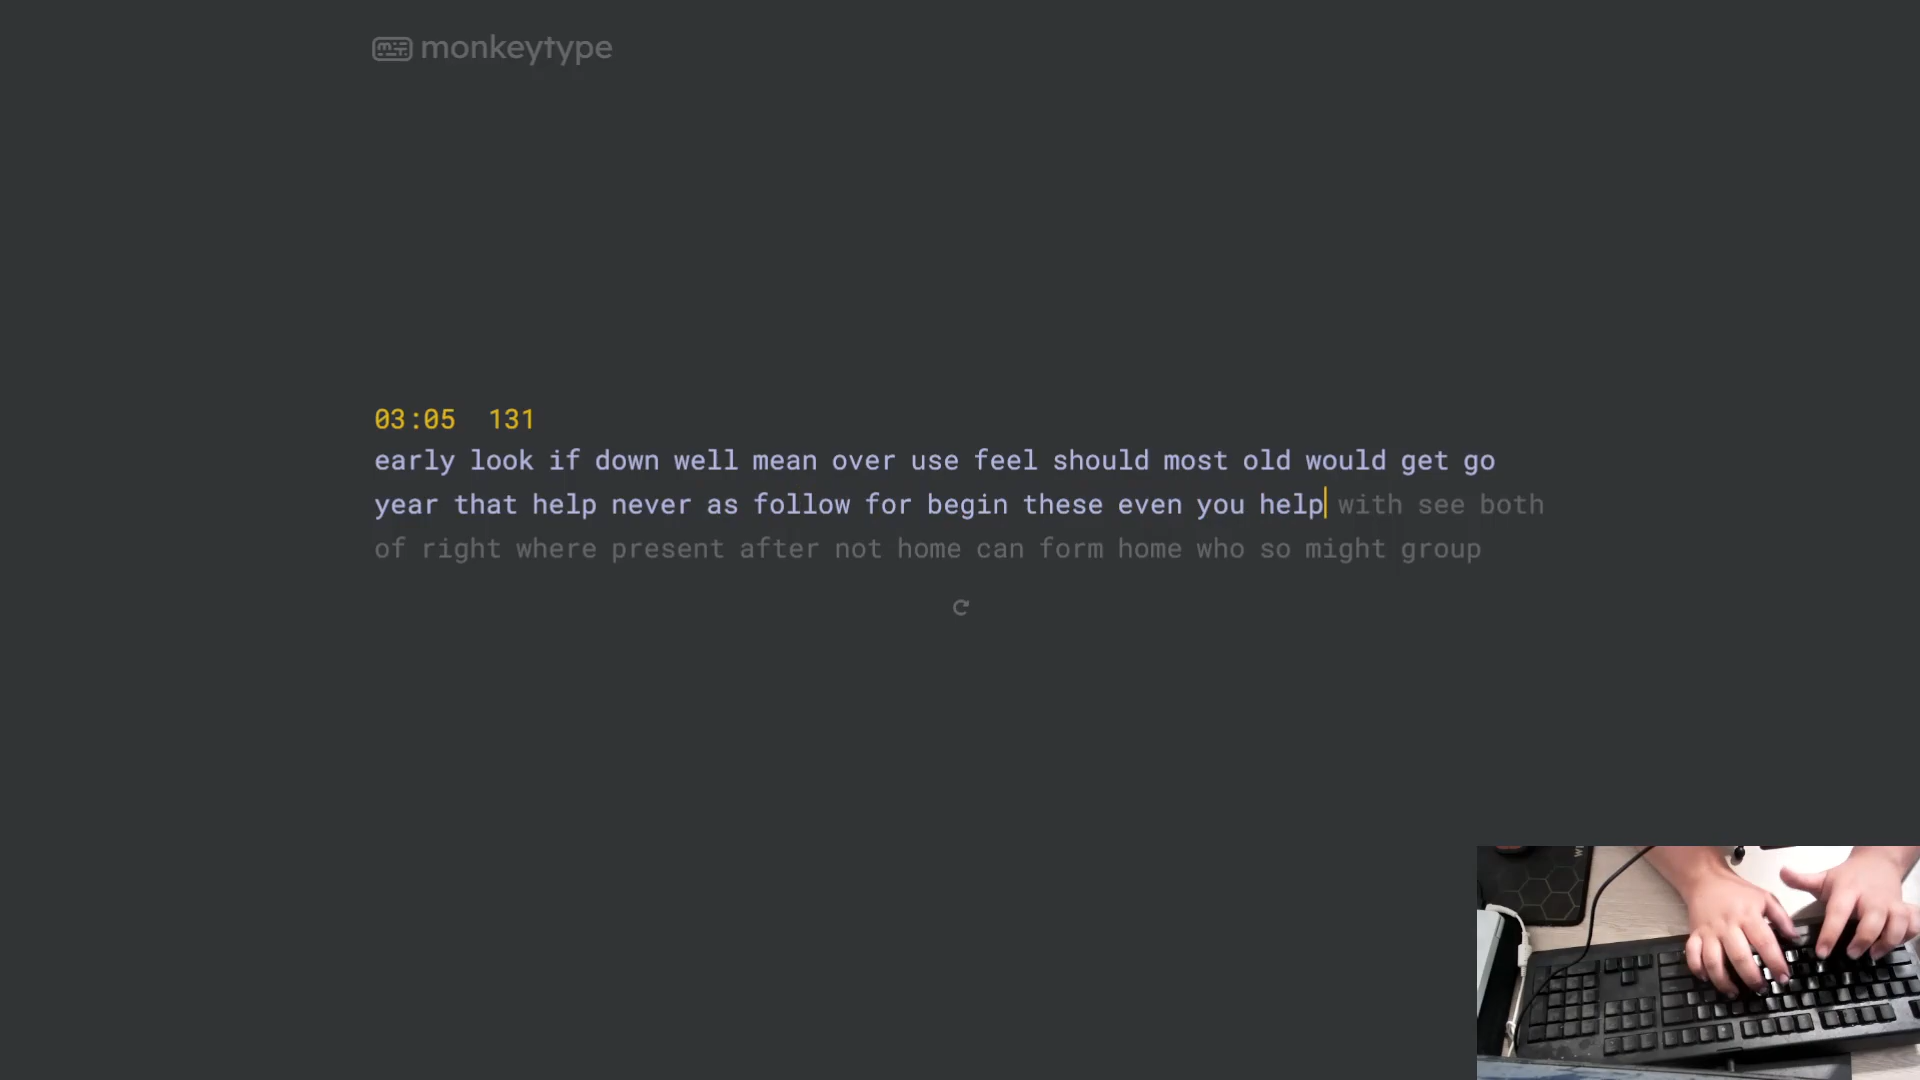 monkeytype
03:05 131
early look if down well mean over use feel should most old would get go
year that help never as follow for begin these even you help with see both
of right where present after not home can form home who so might group